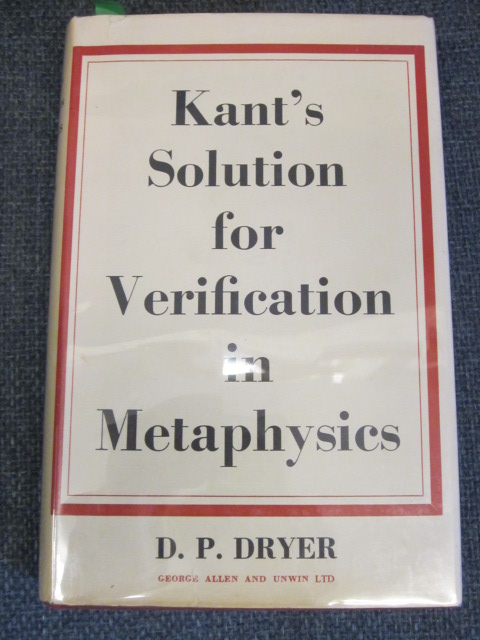 Kant's
Solution
for
Verification
in
Metaphysics
D. P. DRYER
GEORGE ALLEN AND UNWIN LTD